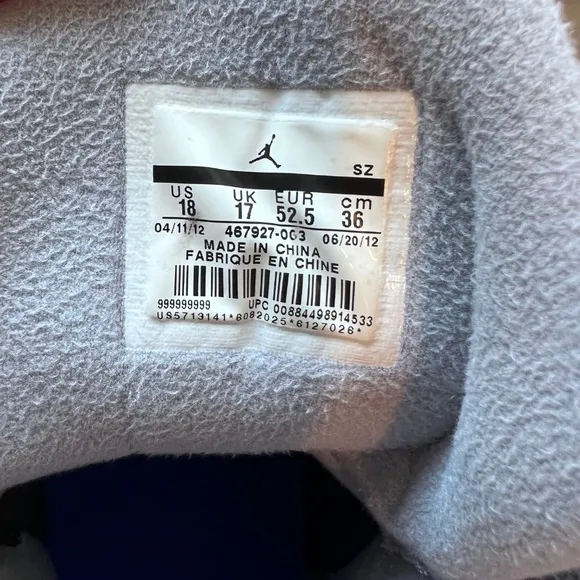 SZ
US UK EUR cm
18 17 52.5 36
04/11/12 467927-003 06/20/12
MADE IN CHINA
FABRIQUE EN CHINE
999999999 UPC 00884498914533
US5713141*6082025*6127026*